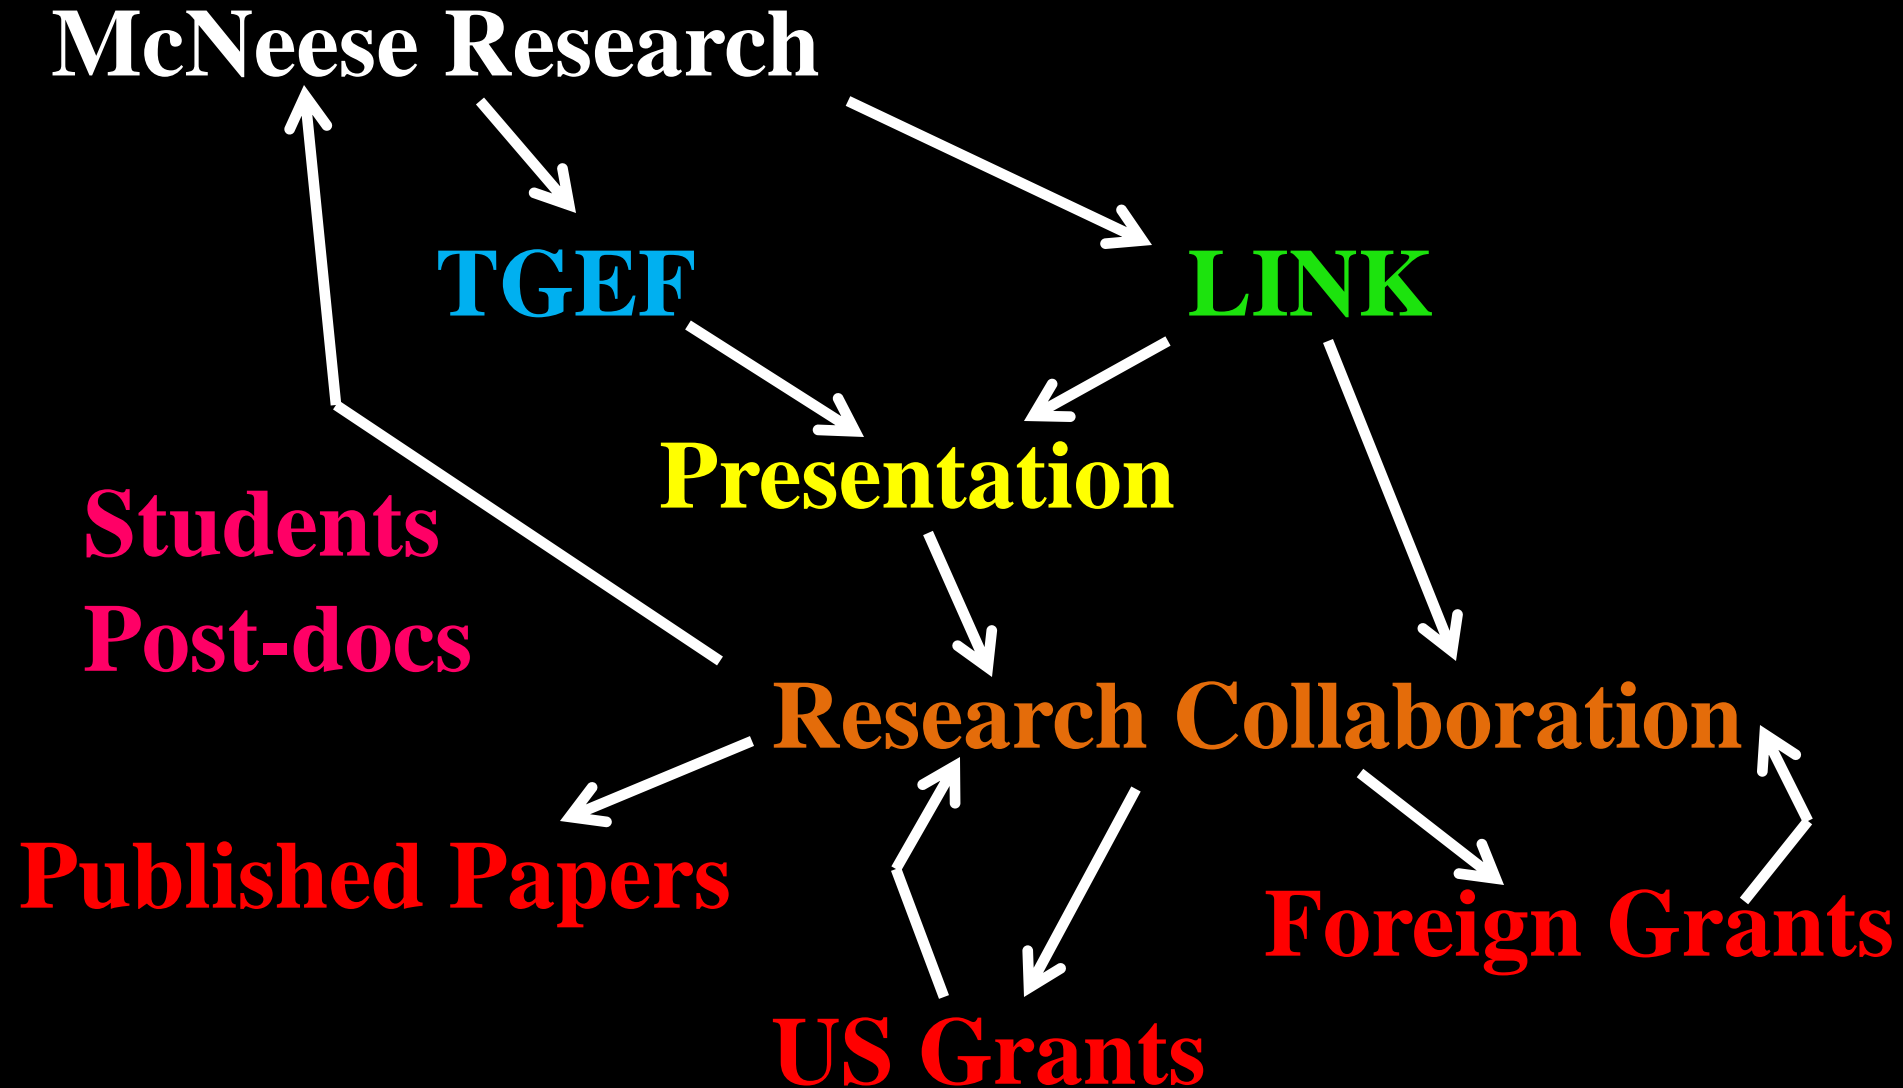 McNeese Research
TGEF
LINK
Presentation
Students
Post-docs
Research Collaboration
Published Papers
Foreign Grants
US Grants